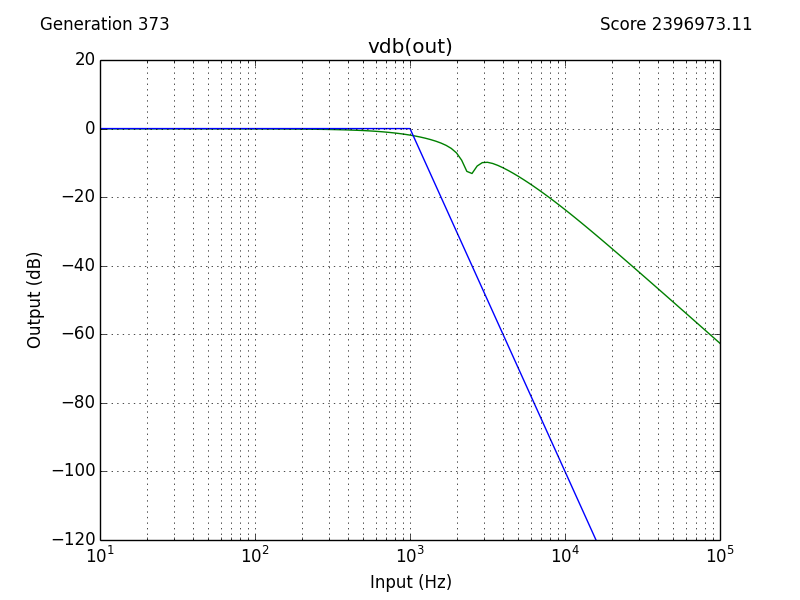 Generation 373
Score 2396973.11
vdb(out)
20
0
−20
−40
−60
−80
−100
−120
Output (dB)
10¹
10²
10³
10⁴
10⁵
Input (Hz)